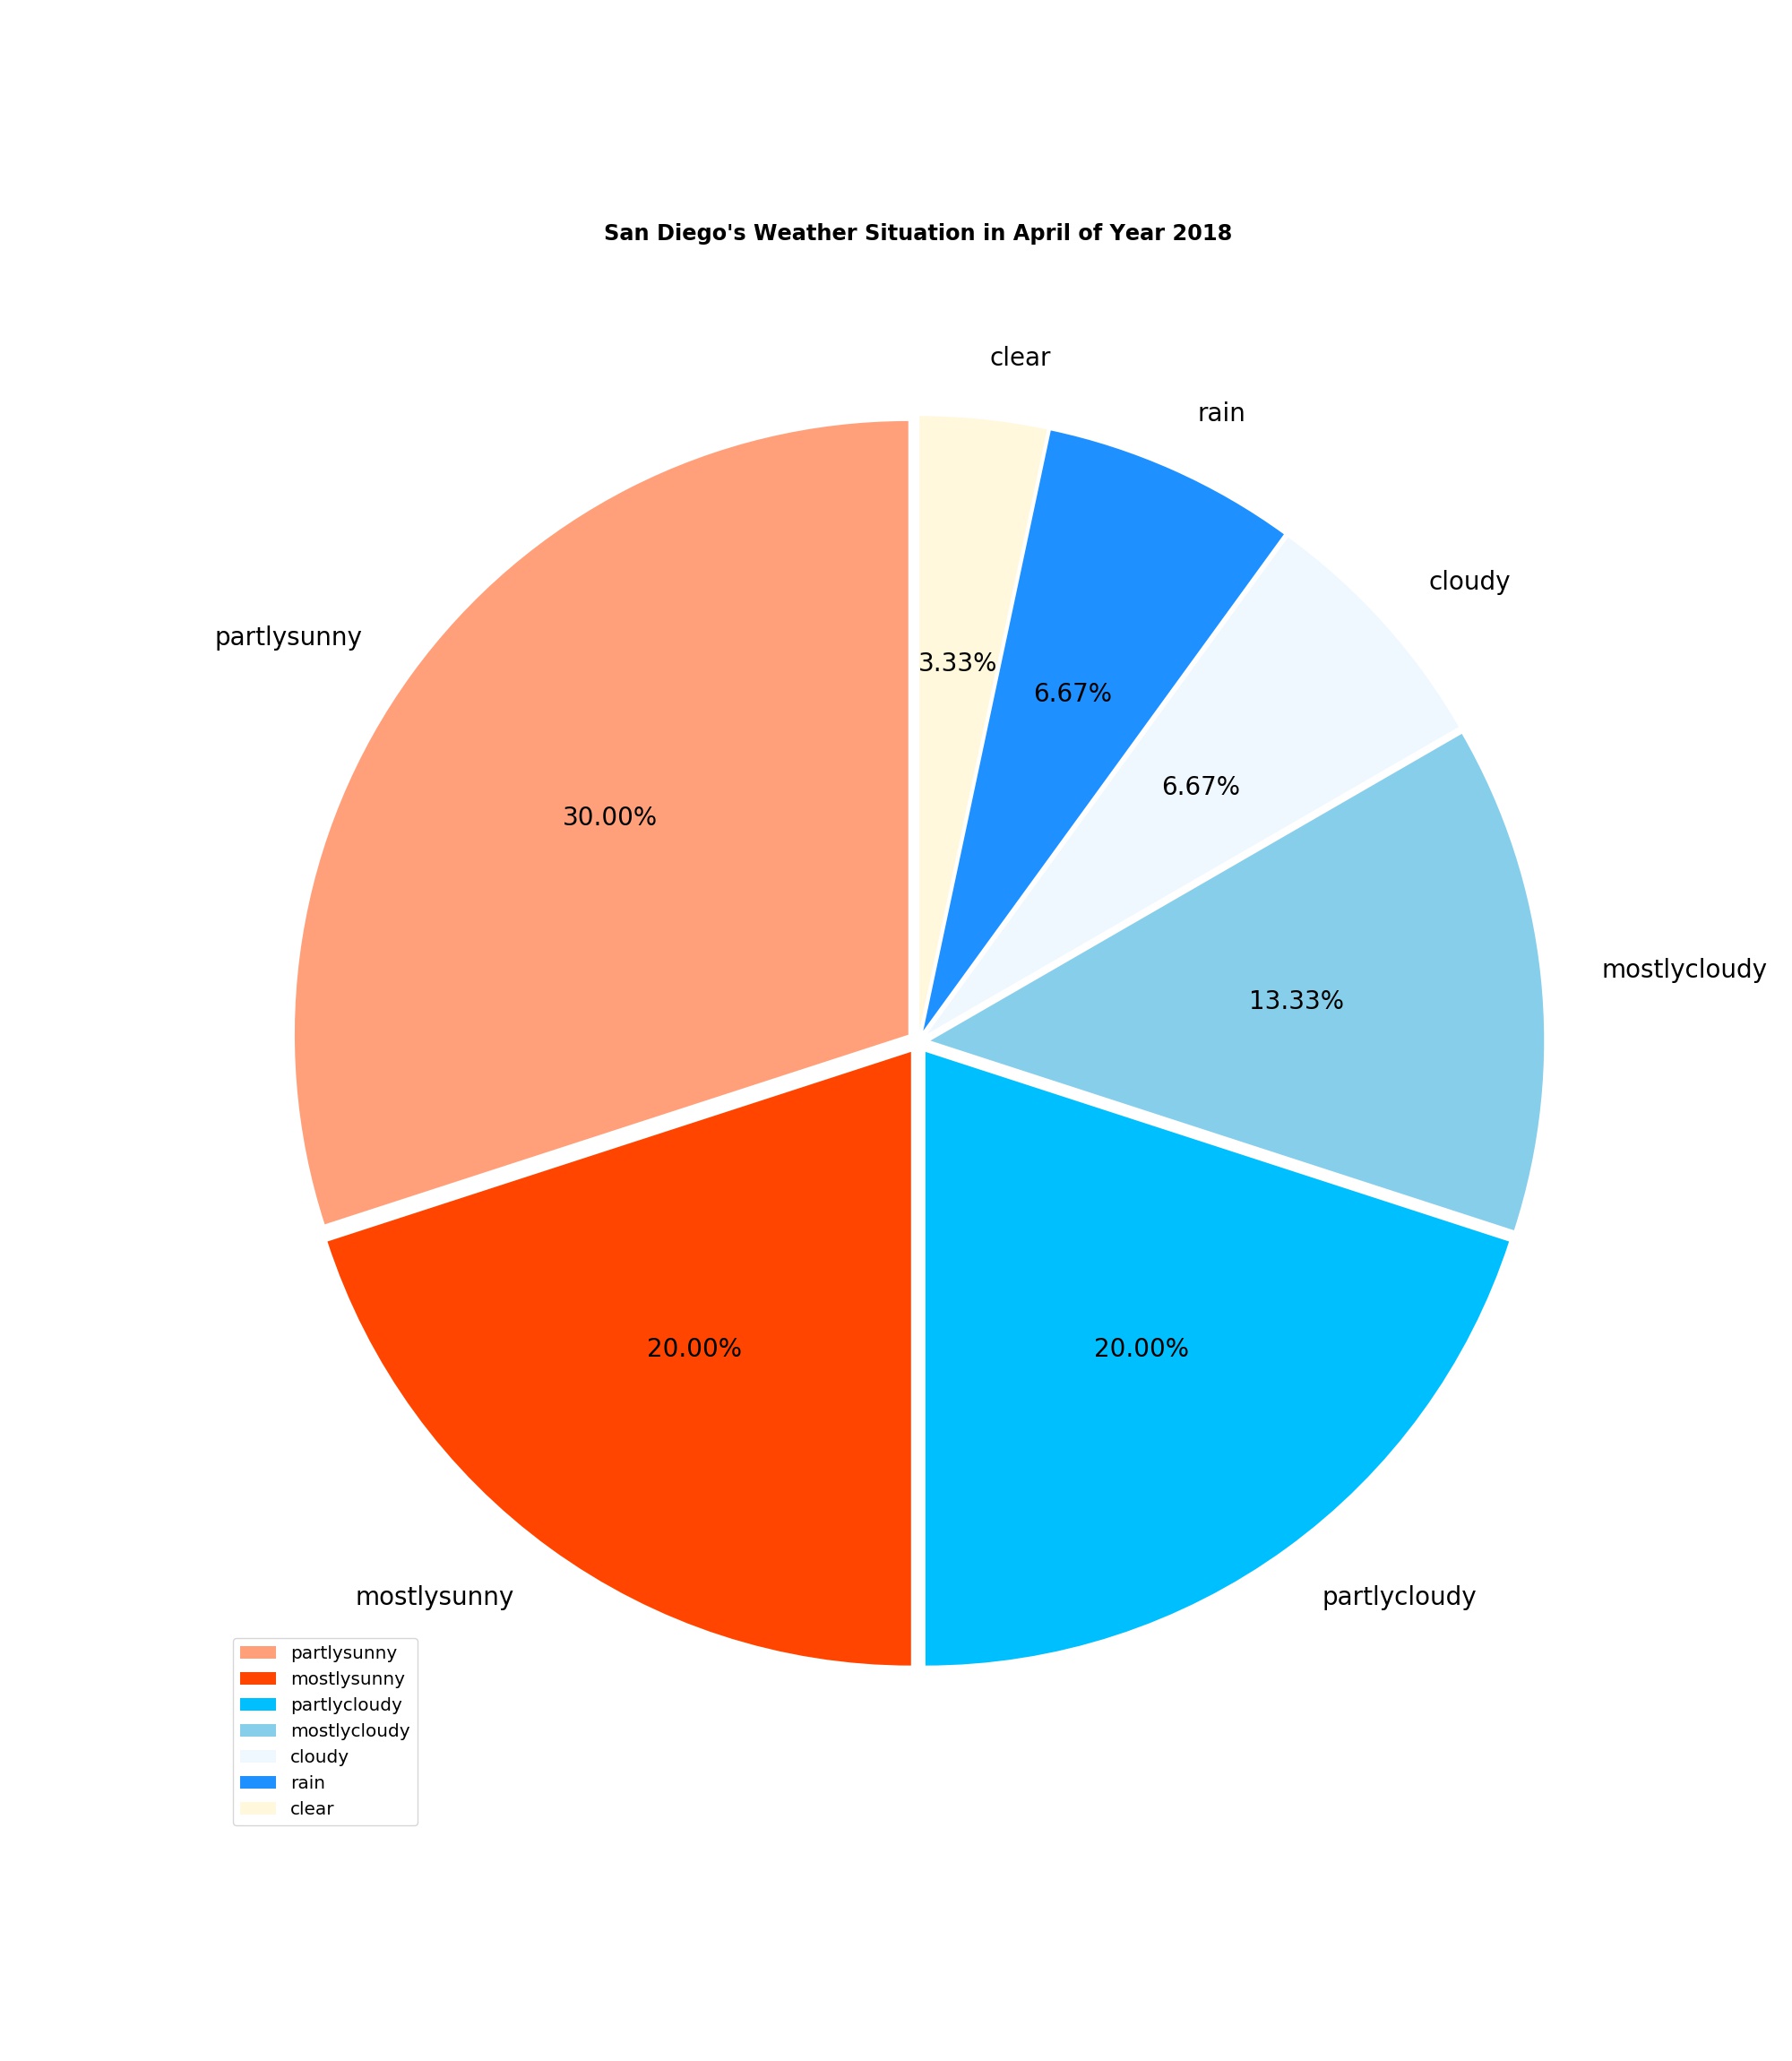 San Diego's Weather Situation in April of Year 2018
clear
rain
cloudy
partlysunny
3.33%
6.67%
6.67%
30.00%
mostlycloudy
13.33%
20.00%
20.00%
mostlysunny
partlycloudy
partlysunny
mostlysunny
partlycloudy
mostlycloudy
cloudy
rain
clear